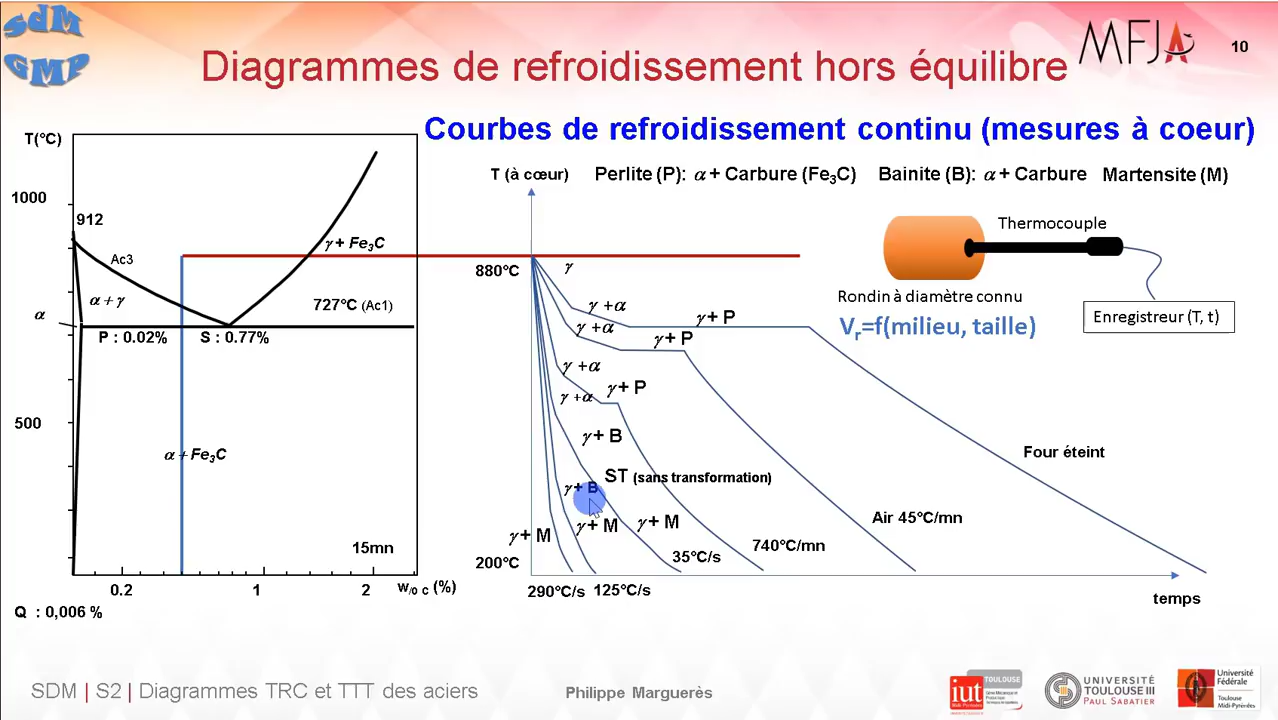 SdM
GMP
MFJA
10
Diagrammes de refroidissement hors équilibre
Courbes de refroidissement continu (mesures à coeur)
T(°C)
1000
912
Ac3
γ + Fe3C
α + γ
α
727°C (Ac1)
P : 0.02%
S : 0.77%
500
α + Fe3C
15mn
0.2
1
2
w/0 C (%)
Q : 0,006 %
T (à cœur)
Perlite (P): α + Carbure (Fe3C)
Bainite (B): α + Carbure
Martensite (M)
Thermocouple
880°C
γ
Rondin à diamètre connu
Enregistreur (T, t)
Vr=f(milieu, taille)
γ +α
γ + P
γ +α
γ + P
γ +α
γ + P
γ +α
γ + B
Four éteint
ST (sans transformation)
γ + B
γ + M
γ + M
γ + M
Air 45°C/mn
740°C/mn
35°C/s
200°C
290°C/s
125°C/s
temps
SDM | S2 | Diagrammes TRC et TTT des aciers
Philippe Marguerès
iut
TOULOUSE
UNIVERSITÉ
TOULOUSE III
PAUL SABATIER
Université
Fédérale
Toulouse
Midi-Pyrénées